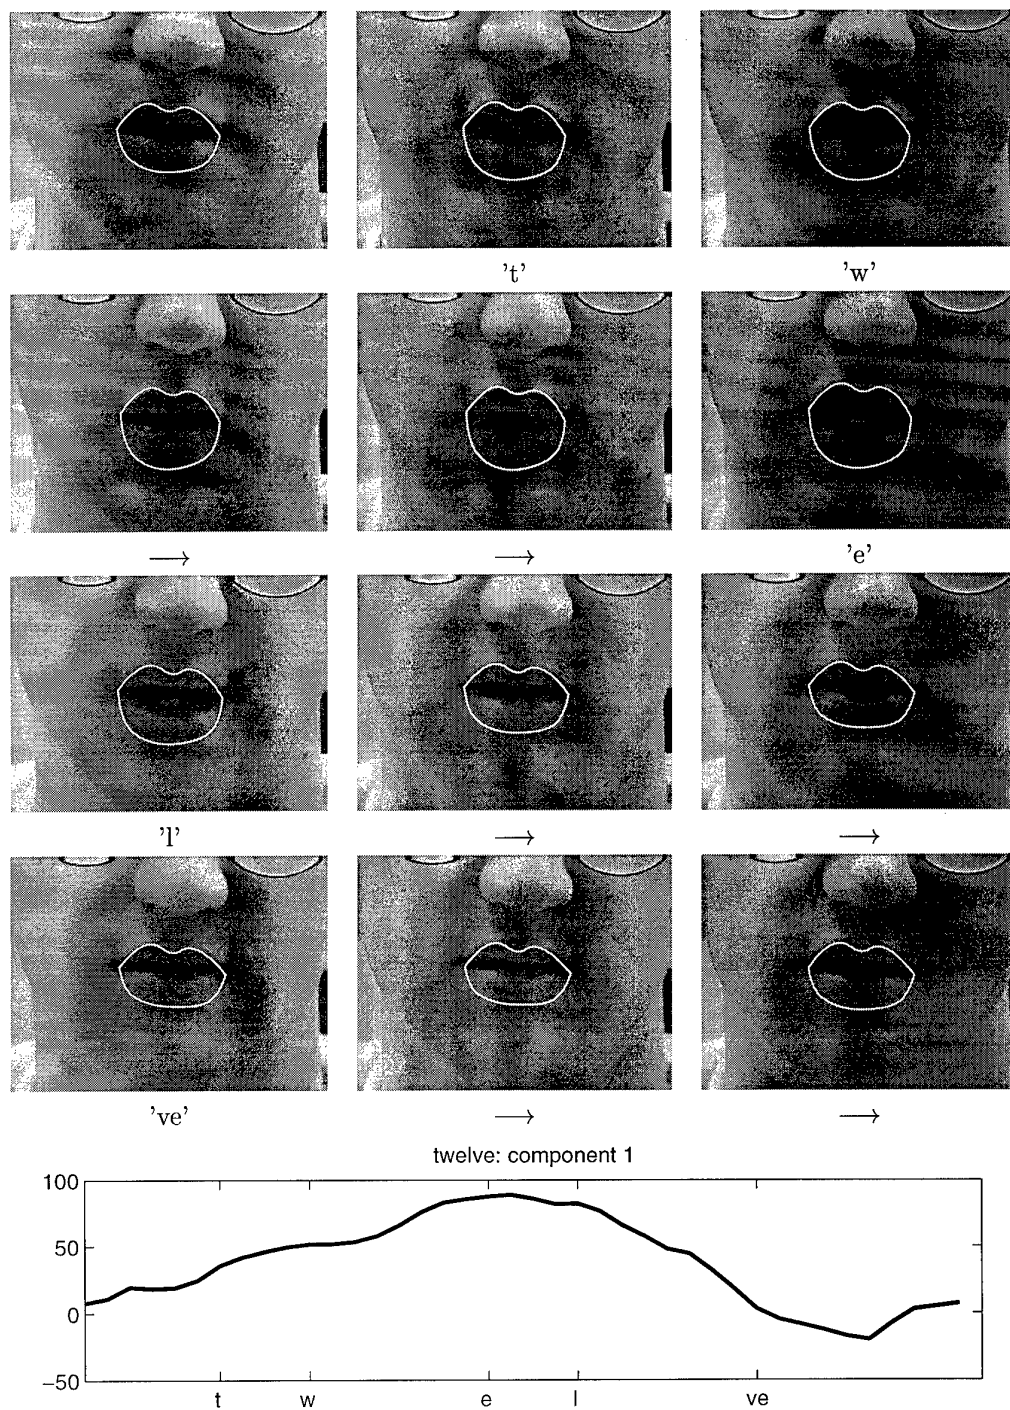 't' 'w'
⟶ ⟶ 'e'
'l' ⟶ ⟶
've' ⟶ ⟶
twelve: component 1
100
50
0
−50
t w e l ve